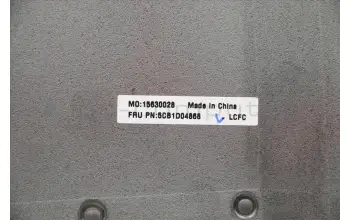 MO:15630028 Made in China
FRU PN:5CB1D04868 LCFC